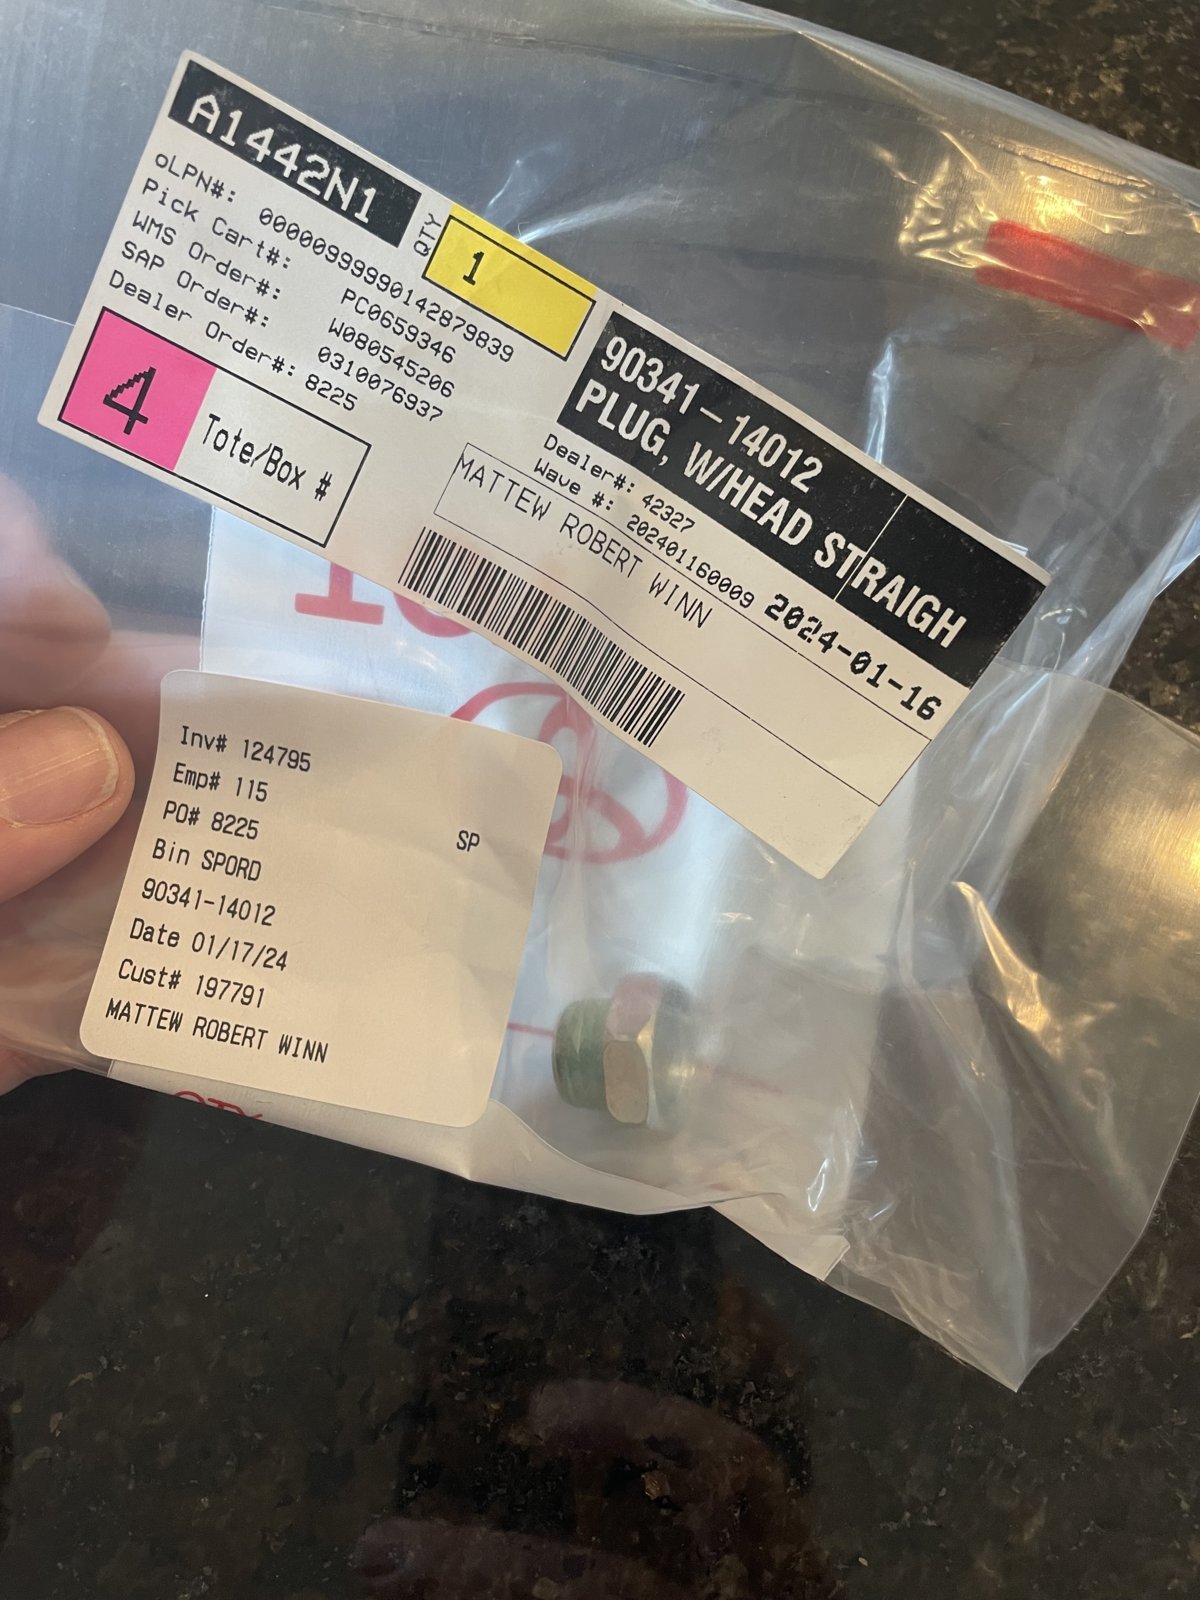 A1442N1
QTY
1
oLPN#: 00000999990142879839
Pick Cart#: PC0659346
WMS Order#: W080545206
SAP Order#: 0310076937
Dealer Order#: 8225
4
Tote/Box #
90341-14012
PLUG, W/HEAD STRAIGH
Dealer#: 42327
Wave #: 202401160009 2024-01-16
MATTEW ROBERT WINN
Inv# 124795
Emp# 115
PO# 8225 SP
Bin SPORD
90341-14012
Date 01/17/24
Cust# 197791
MATTEW ROBERT WINN
QTY